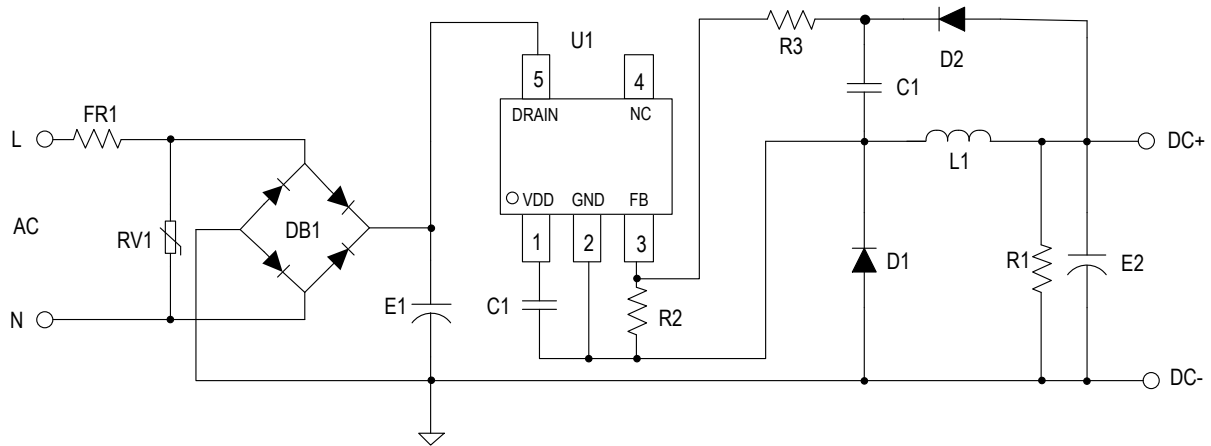 U1
R3
D2
C1
5
4
DRAIN
NC
FR1
L
L1
DC+
AC
RV1
DB1
VDD
GND
FB
1
2
3
E1
C1
R2
D1
R1
E2
N
DC-